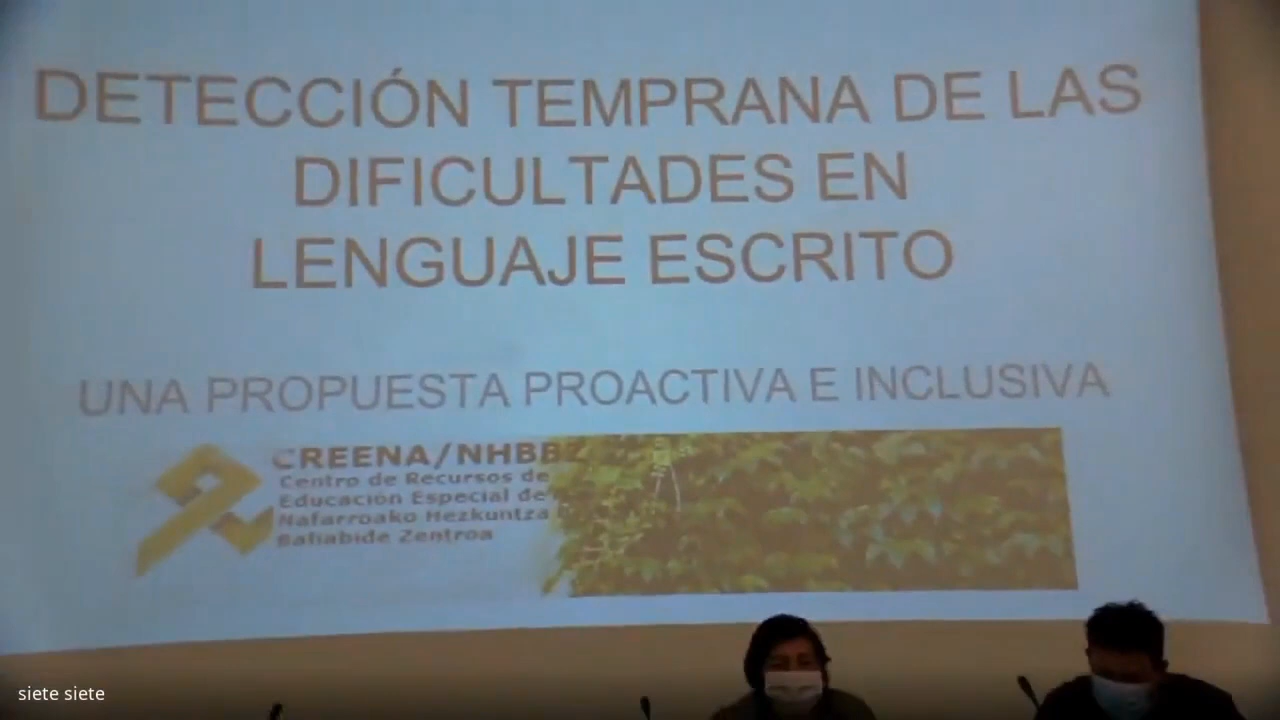 DETECCIÓN TEMPRANA DE LAS
DIFICULTADES EN
LENGUAJE ESCRITO
UNA PROPUESTA PROACTIVA E INCLUSIVA
CREENA/NHBBZ
Centro de Recursos de
Educación Especial de
Nafarroako Hezkuntza
Baliabide Zentroa
siete siete